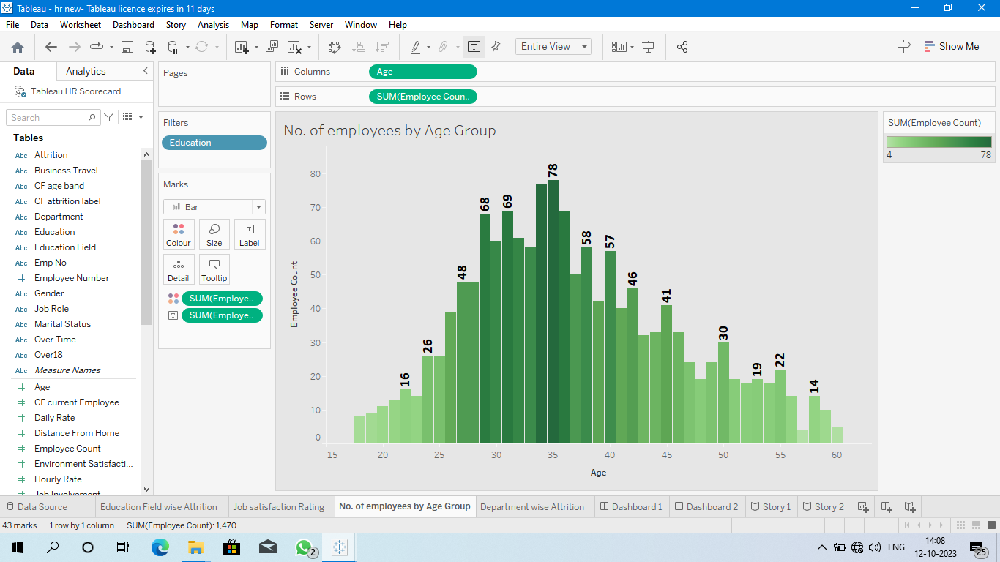 Tableau - hr new- Tableau licence expires in 11 days
File Data Worksheet Dashboard Story Analysis Map Format Server Window Help
Entire View
Show Me
Data Analytics
Tableau HR Scorecard
Search
Tables
Abc Attrition
Abc Business Travel
Abc CF age band
Abc CF attrition label
Abc Department
Abc Education
Abc Education Field
Abc Emp No
# Employee Number
Abc Gender
Abc Job Role
Abc Marital Status
Abc Over Time
Abc Over18
Abc Measure Names
# Age
# CF current Employee
# Daily Rate
# Distance From Home
# Employee Count
# Environment Satisfacti...
# Hourly Rate
# Job Involvement
Pages
Filters
Education
Marks
Bar
Colour Size Label
Detail Tooltip
SUM(Employe..
SUM(Employe..
Columns Age
Rows SUM(Employee Coun..
No. of employees by Age Group
Employee Count
80
70
60
50
40
30
20
10
0
16 26 48 68 69 78 58 57 46 41 30 19 22 14
15 20 25 30 35 40 45 50 55 60
Age
SUM(Employee Count)
4 78
Data Source Education Field wise Attrition Job satisfaction Rating No. of employees by Age Group Department wise Attrition Dashboard 1 Dashboard 2 Story 1 Story 2
43 marks 1 row by 1 column SUM(Employee Count): 1,470
2
ENG
14:08
12-10-2023
25